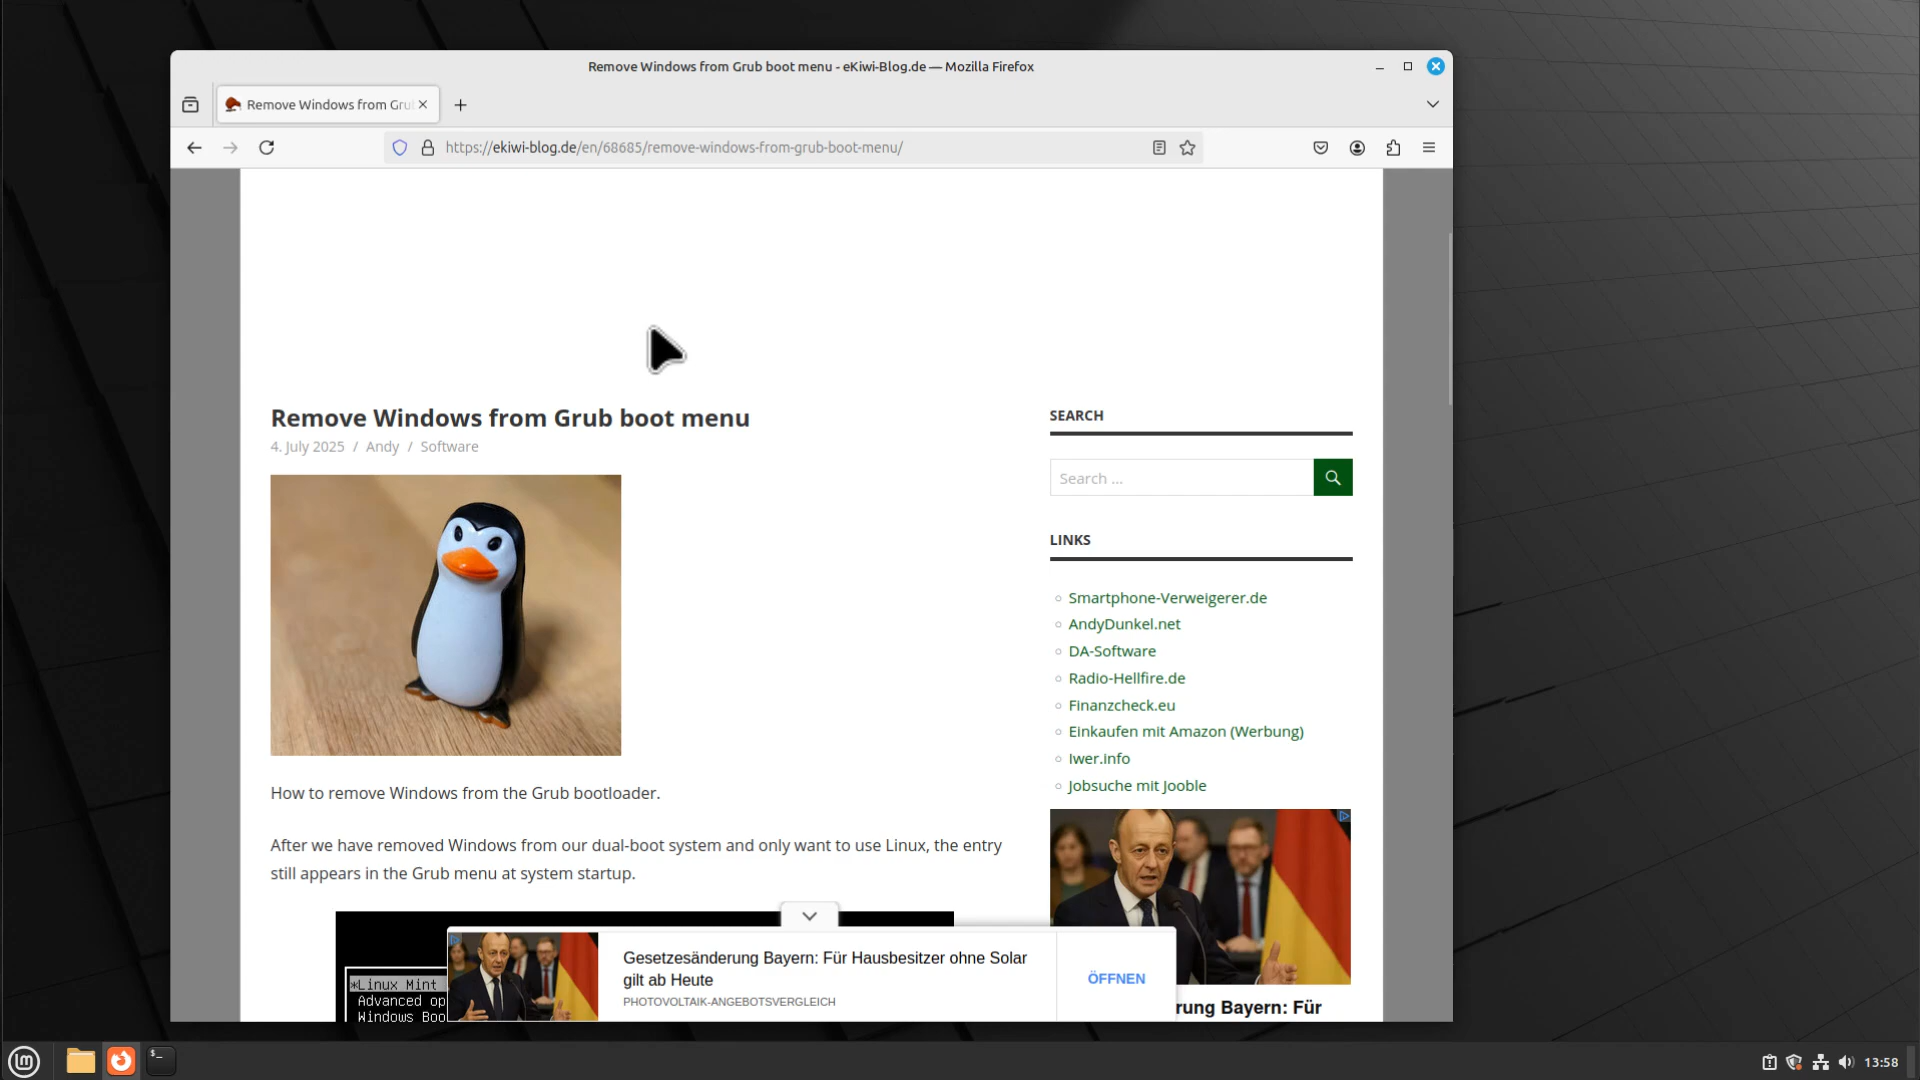 Remove Windows from Grub boot menu - eKiwi-Blog.de — Mozilla Firefox
Remove Windows from Gru
https://ekiwi-blog.de/en/68685/remove-windows-from-grub-boot-menu/
Remove Windows from Grub boot menu
4. July 2025 / Andy / Software
How to remove Windows from the Grub bootloader.
After we have removed Windows from our dual-boot system and only want to use Linux, the entry
still appears in the Grub menu at system startup.
*Linux Mint
Advanced op
Windows Boo
SEARCH
Search ...
LINKS
Smartphone-Verweigerer.de
AndyDunkel.net
DA-Software
Radio-Hellfire.de
Finanzcheck.eu
Einkaufen mit Amazon (Werbung)
Iwer.info
Jobsuche mit Jooble
rung Bayern: Für
Gesetzesänderung Bayern: Für Hausbesitzer ohne Solar
gilt ab Heute
PHOTOVOLTAIK-ANGEBOTSVERGLEICH
ÖFFNEN
13:58